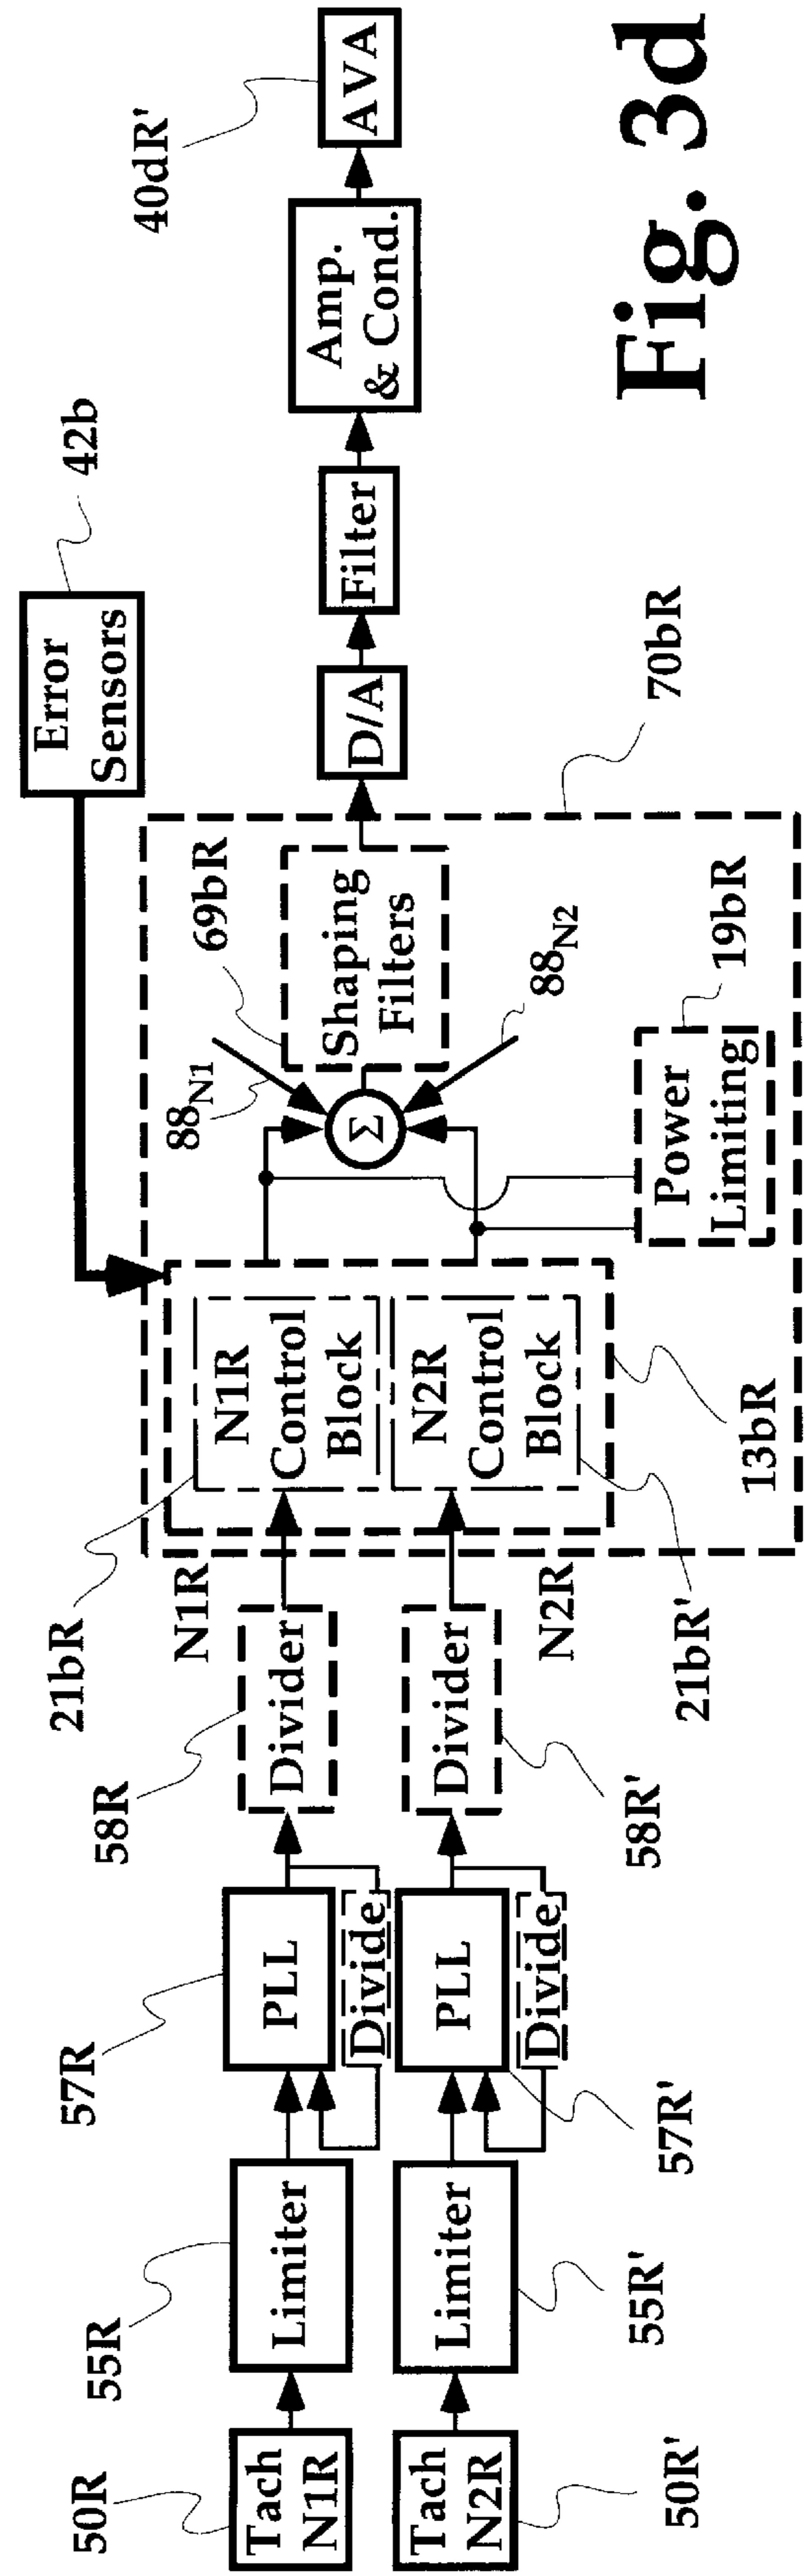 50R
Tach
N1R
Tach
N2R
50R'
55R
Limiter
Limiter
55R'
57R
PLL
Divide
PLL
Divide
57R'
58R
Divider
Divider
58R'
21bR
N1R
N2R
21bR'
N1R
Control
Block
N2R
Control
Block
13bR
Error
Sensors
42b
88N1
Σ
88N2
69bR
Shaping
Filters
Power
Limiting
19bR
70bR
D/A
Filter
Amp.
& Cond.
AVA
40dR'
Fig. 3d